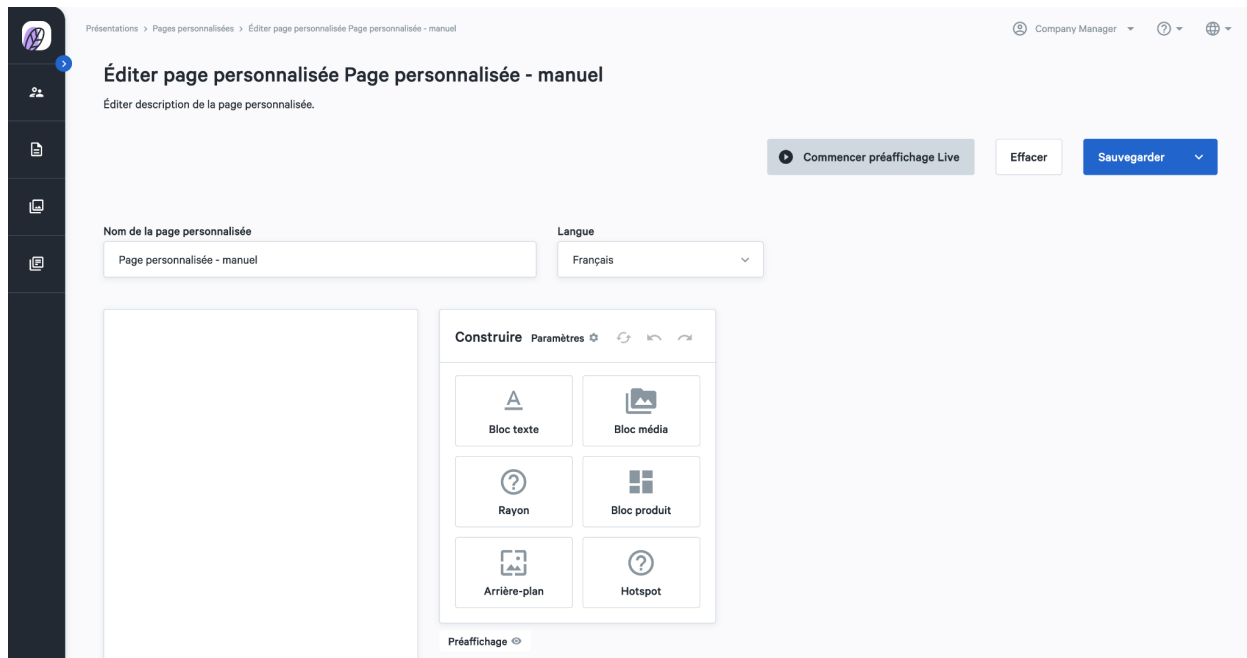 Présentations > Pages personnalisées > Éditer page personnalisée Page personnalisée - manuel
Company Manager
Éditer page personnalisée Page personnalisée - manuel
Éditer description de la page personnalisée.
Commencer préaffichage Live
Effacer
Sauvegarder
Nom de la page personnalisée
Langue
Page personnalisée - manuel
Français
Construire Paramètres
Bloc texte
Bloc média
Rayon
Bloc produit
Arrière-plan
Hotspot
Préaffichage